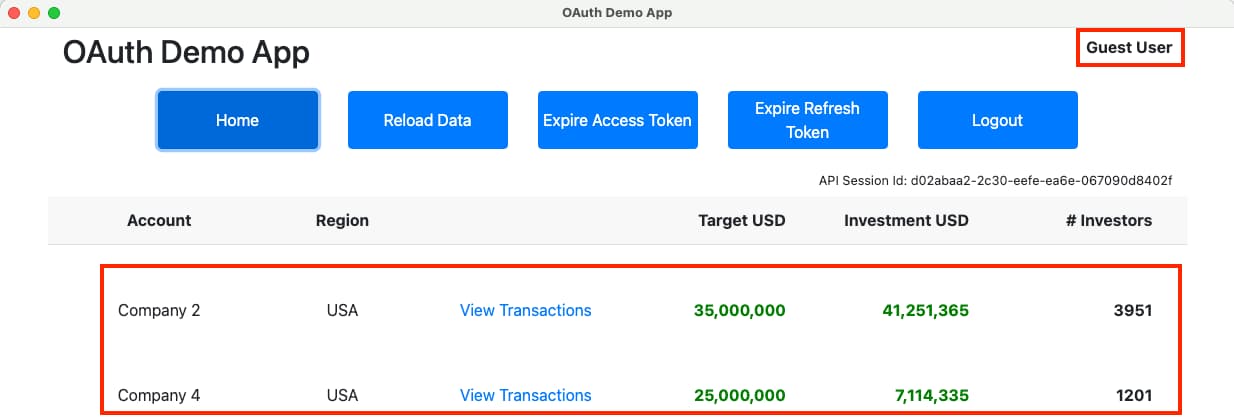 OAuth Demo App
OAuth Demo App
Guest User
Home
Reload Data
Expire Access Token
Expire Refresh
Token
Logout
API Session Id: d02abaa2-2c30-eefe-ea6e-067090d8402f
Account Region Target USD Investment USD # Investors
Company 2 USA View Transactions 35,000,000 41,251,365 3951
Company 4 USA View Transactions 25,000,000 7,114,335 1201